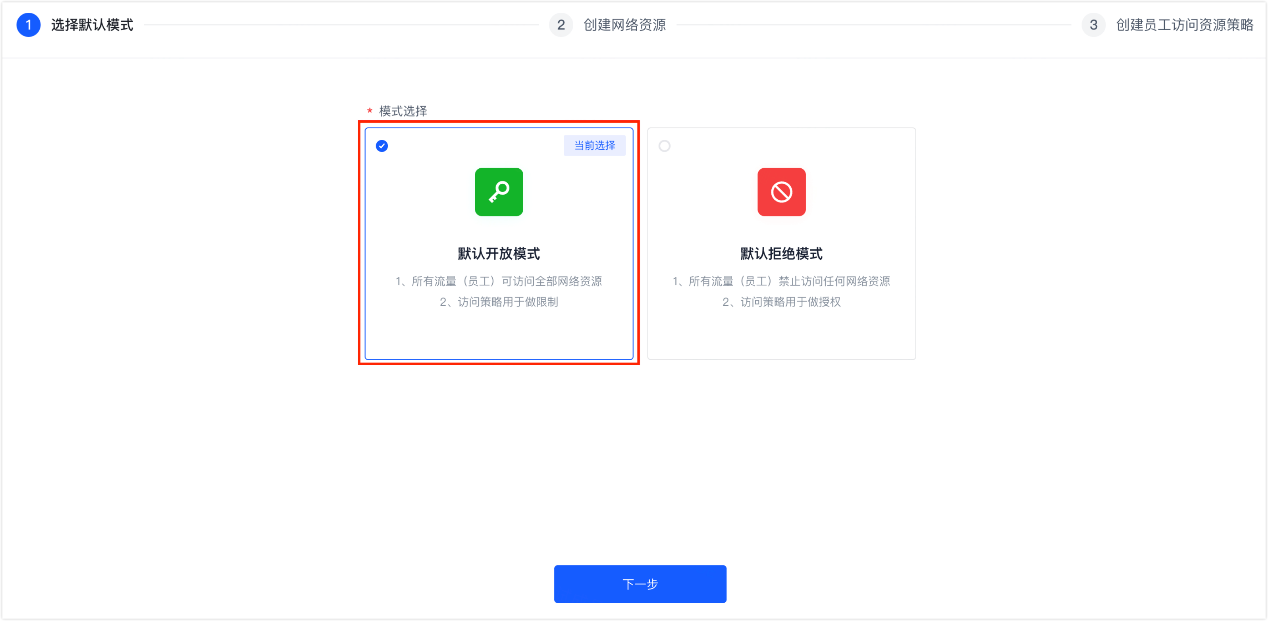 1 选择默认模式
2 创建网络资源
3 创建员工访问资源策略
* 模式选择
当前选择
默认开放模式
1、所有流量（员工）可访问全部网络资源
2、访问策略用于做限制
默认拒绝模式
1、所有流量（员工）禁止访问任何网络资源
2、访问策略用于做授权
下一步